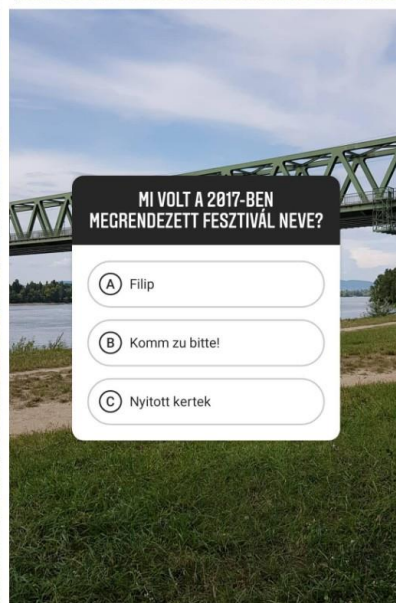 MI VOLT A 2017-BEN
MEGRENDEZETT FESZTIVÁL NEVE?
A Filip
B Komm zu bitte!
C Nyitott kertek